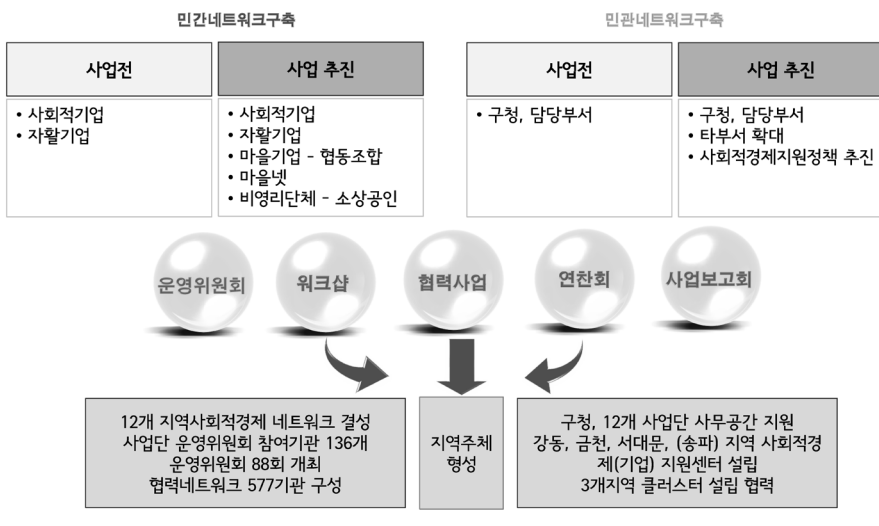 민간네트워크구축
사업전
사업 추진
• 사회적기업
• 자활기업
• 사회적기업
• 자활기업
• 마을기업 - 협동조합
• 마을넷
• 비영리단체 - 소상공인
민관네트워크구축
사업전
사업 추진
• 구청, 담당부서
• 구청, 담당부서
• 타부서 확대
• 사회적경제지원정책 추진
운영위원회
워크샵
협력사업
연찬회
사업보고회
12개 지역사회적경제 네트워크 결성
사업단 운영위원회 참여기관 136개
운영위원회 88회 개최
협력네트워크 577기관 구성
지역주체
형성
구청, 12개 사업단 사무공간 지원
강동, 금천, 서대문, (송파) 지역 사회적경
제(기업) 지원센터 설립
3개지역 클러스터 설립 협력